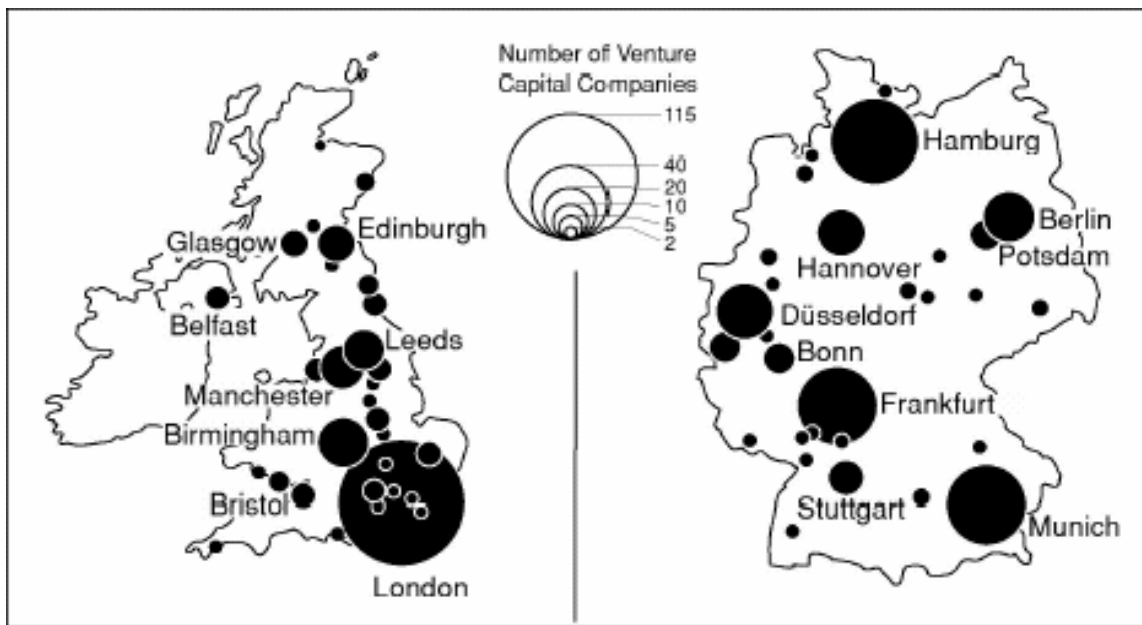 Number of Venture
Capital Companies
115
40
20
10
5
2
Glasgow
Edinburgh
Belfast
Leeds
Manchester
Birmingham
Bristol
London
Hamburg
Berlin
Potsdam
Hannover
Düsseldorf
Bonn
Frankfurt
Stuttgart
Munich